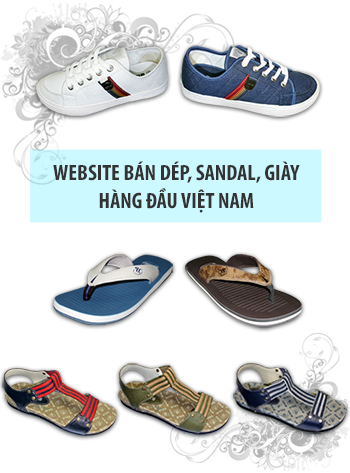 WEBSITE BÁN DÉP, SANDAL, GIÀY
HÀNG ĐẦU VIỆT NAM